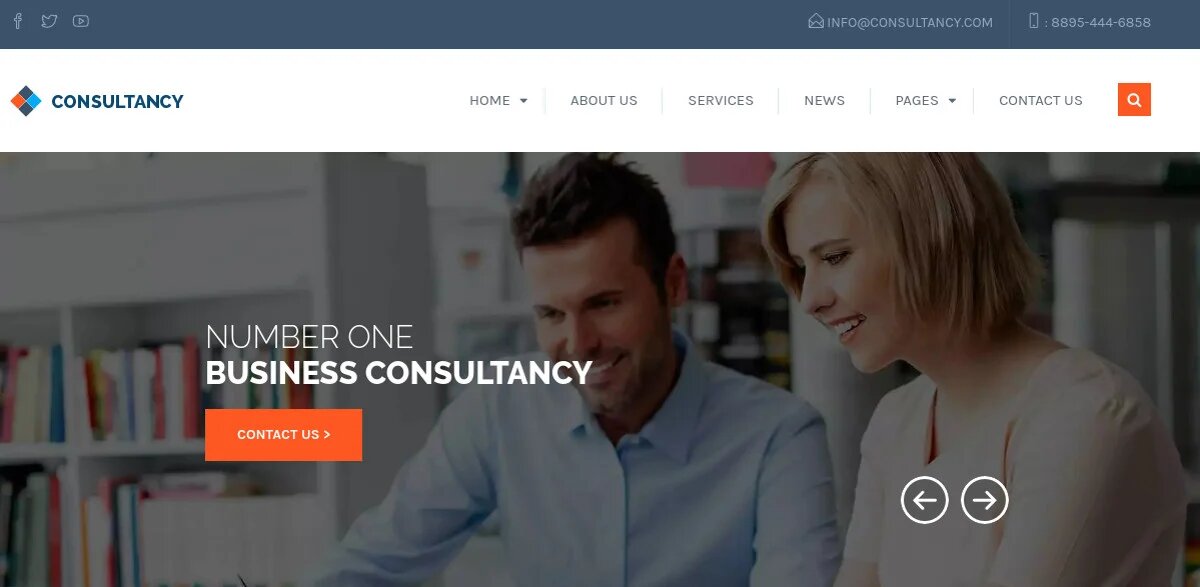 INFO@CONSULTANCY.COM
: 8895-444-6858
CONSULTANCY
HOME
ABOUT US
SERVICES
NEWS
PAGES
CONTACT US
NUMBER ONE
BUSINESS CONSULTANCY
CONTACT US >